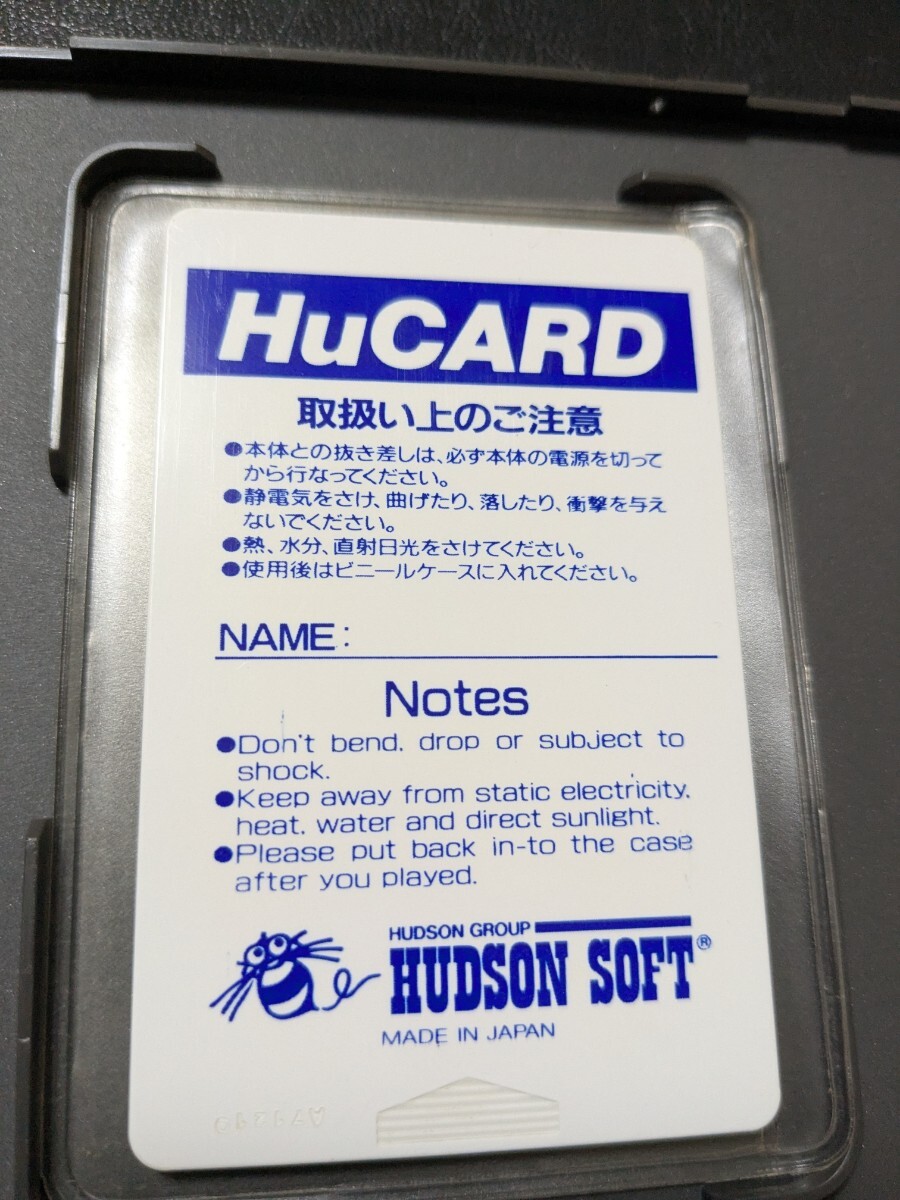 HuCARD
取扱い上のご注意
●本体との抜き差しは、必ず本体の電源を切って
から行なってください。
●静電気をさけ、曲げたり、落したり、衝撃を与え
ないでください。
●熱、水分、直射日光をさけてください。
●使用後はビニールケースに入れてください。
NAME:
Notes
●Don't bend, drop or subject to
shock.
●Keep away from static electricity,
heat, water and direct sunlight.
●Please put back in-to the case
after you played.
HUDSON GROUP
HUDSON SOFT®
MADE IN JAPAN